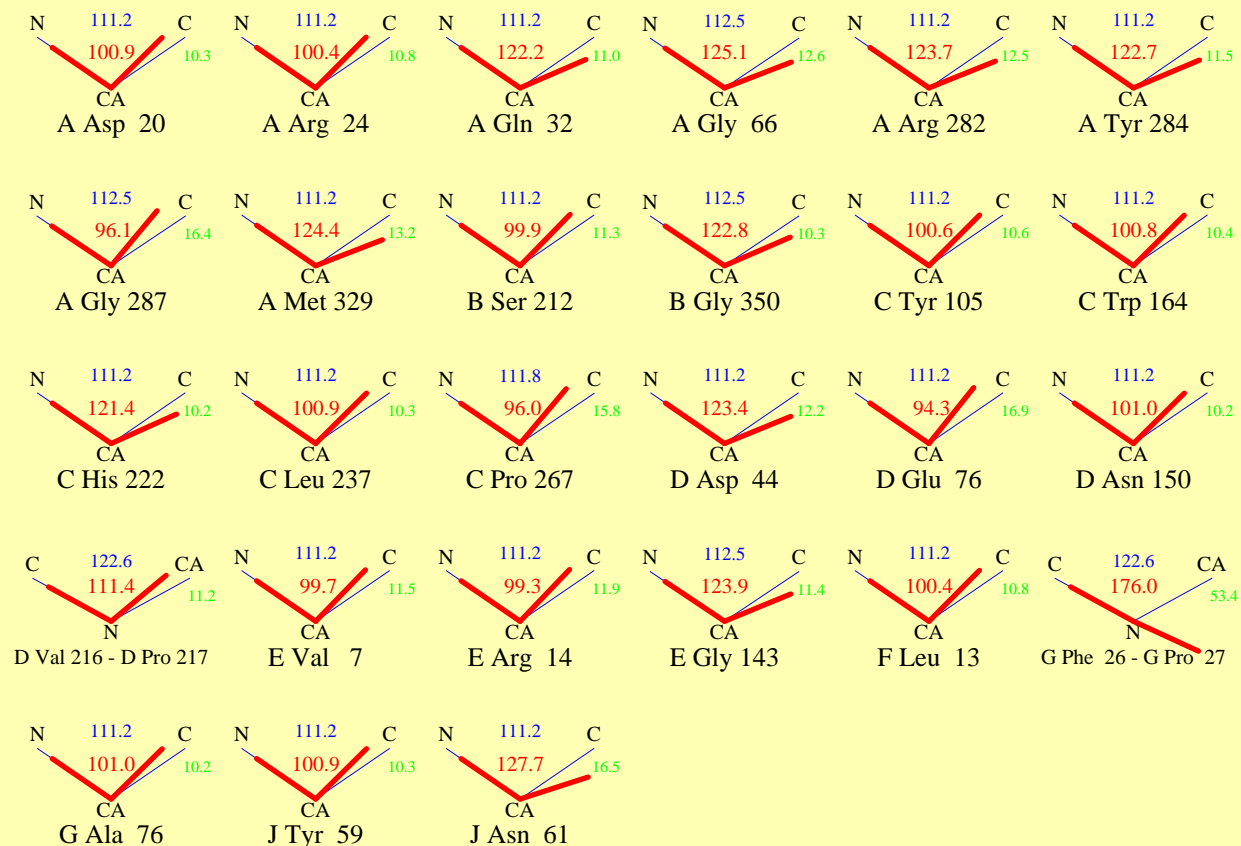 111.2 111.2 111.2 112.5 111.2 111.2
N C N C N C N C N C N C
100.9 10.3 100.4 10.8 122.2 11.0 125.1 12.6 123.7 12.5 122.7 11.5
CA CA CA CA CA CA
A Asp 20 A Arg 24 A Gln 32 A Gly 66 A Arg 282 A Tyr 284
112.5 111.2 111.2 112.5 111.2 111.2
N C N C N C N C N C N C
96.1 16.4 124.4 13.2 99.9 11.3 122.8 10.3 100.6 10.6 100.8 10.4
CA CA CA CA CA CA
A Gly 287 A Met 329 B Ser 212 B Gly 350 C Tyr 105 C Trp 164
111.2 111.2 111.8 111.2 111.2 111.2
N C N C N C N C N C N C
121.4 10.2 100.9 10.3 96.0 15.8 123.4 12.2 94.3 16.9 101.0 10.2
CA CA CA CA CA CA
C His 222 C Leu 237 C Pro 267 D Asp 44 D Glu 76 D Asn 150
122.6 111.2 111.2 112.5 111.2 122.6
C CA N C N C N C N C C CA
111.4 11.2 99.7 11.5 99.3 11.9 123.9 11.4 100.4 10.8 176.0 53.4
N CA CA CA CA N
D Val 216 - D Pro 217 E Val 7 E Arg 14 E Gly 143 F Leu 13 G Phe 26 - G Pro 27
111.2 111.2 111.2
N C N C N C
101.0 10.2 100.9 10.3 127.7 16.5
CA CA CA
G Ala 76 J Tyr 59 J Asn 61